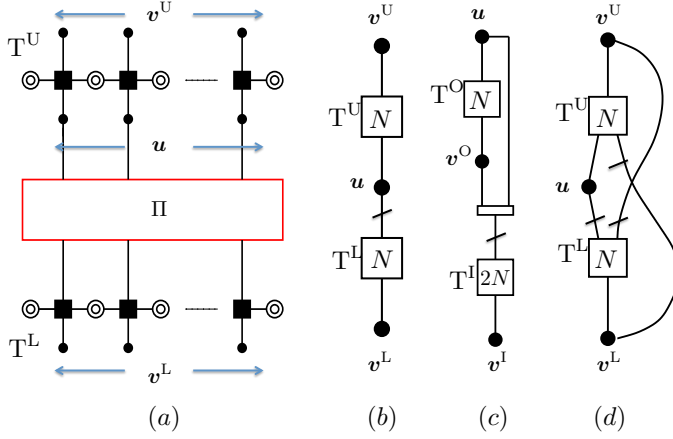 v^U
T^U
u
Π
T^L
v^L
(a)
v^U
T^U N
u
T^L N
v^L
(b)
u
T^O N
v^O
T^I 2N
v^I
(c)
v^U
T^U N
u
T^L N
v^L
(d)